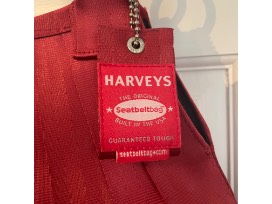 HARVEYS
THE ORIGINAL
Seatbeltbag
BUILT IN THE USA
GUARANTEED TOUGH
seatbeltbag.com